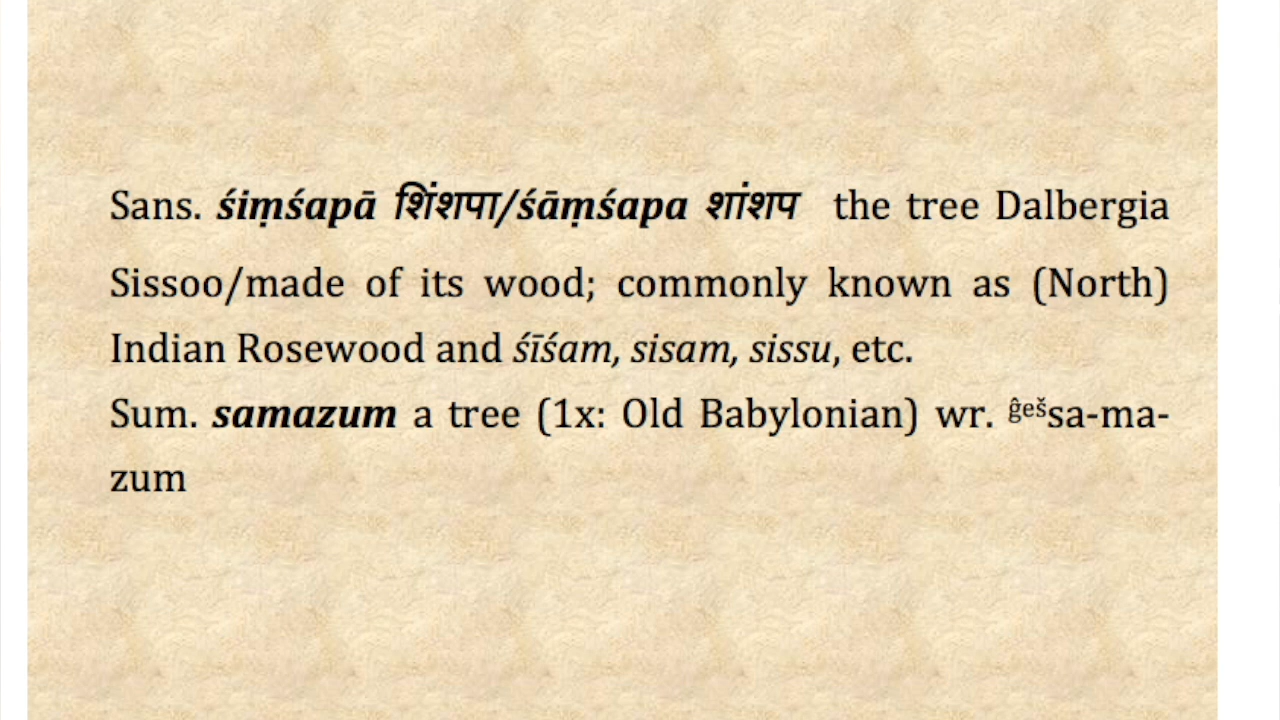 Sans. śiṃśapā शिंशपा/śāṃśapa शांशप the tree Dalbergia
Sissoo/made of its wood; commonly known as (North)
Indian Rosewood and śīśam, sisam, sissu, etc.
Sum. samazum a tree (1x: Old Babylonian) wr. ĝešsa-ma-
zum